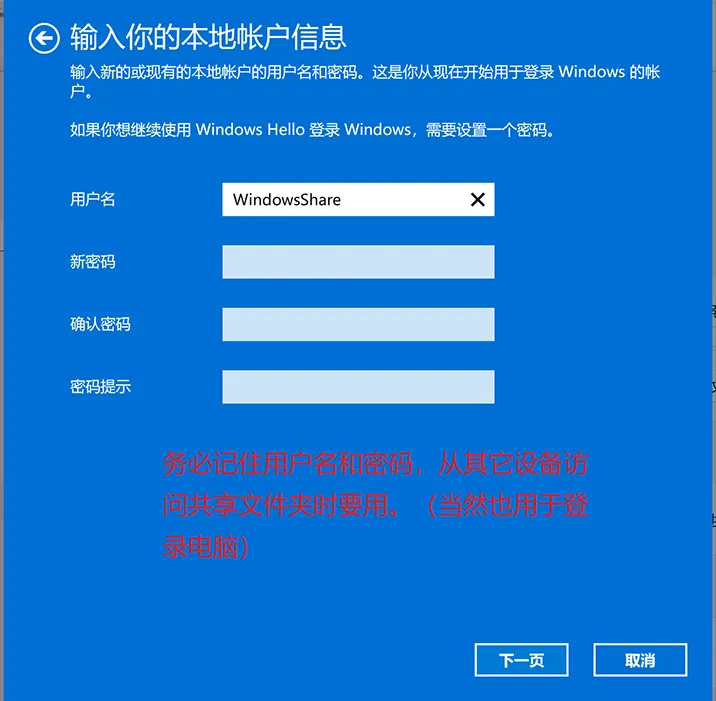 输入你的本地帐户信息
输入新的或现有的本地帐户的用户名和密码。这是你从现在开始用于登录 Windows 的帐
户。
如果你想继续使用 Windows Hello 登录 Windows，需要设置一个密码。
用户名
WindowsShare
新密码
确认密码
密码提示
务必记住用户名和密码，从其它设备访
问共享文件夹时要用。（当然也用于登
录电脑）
下一页
取消